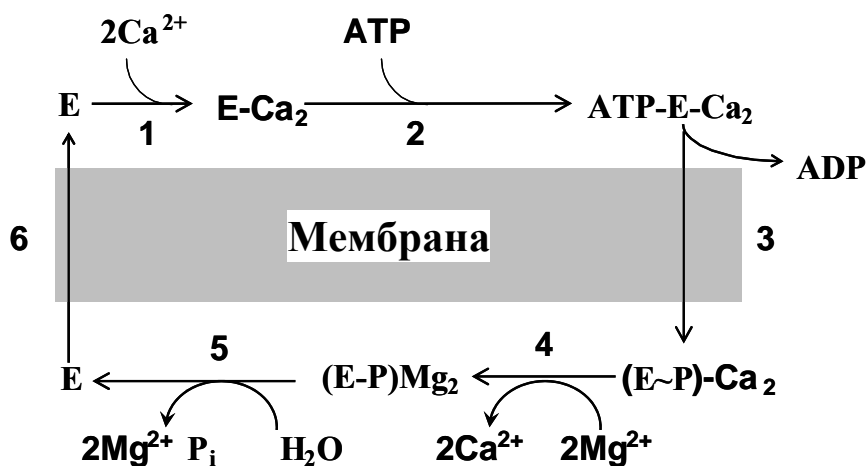 2Ca²⁺ ATP
E E-Ca₂ ATP-E-Ca₂
1 2
ADP
6 Мембрана 3
5 4
E (E-P)Mg₂ (E~P)-Ca₂
2Mg²⁺ Pᵢ H₂O 2Ca²⁺ 2Mg²⁺